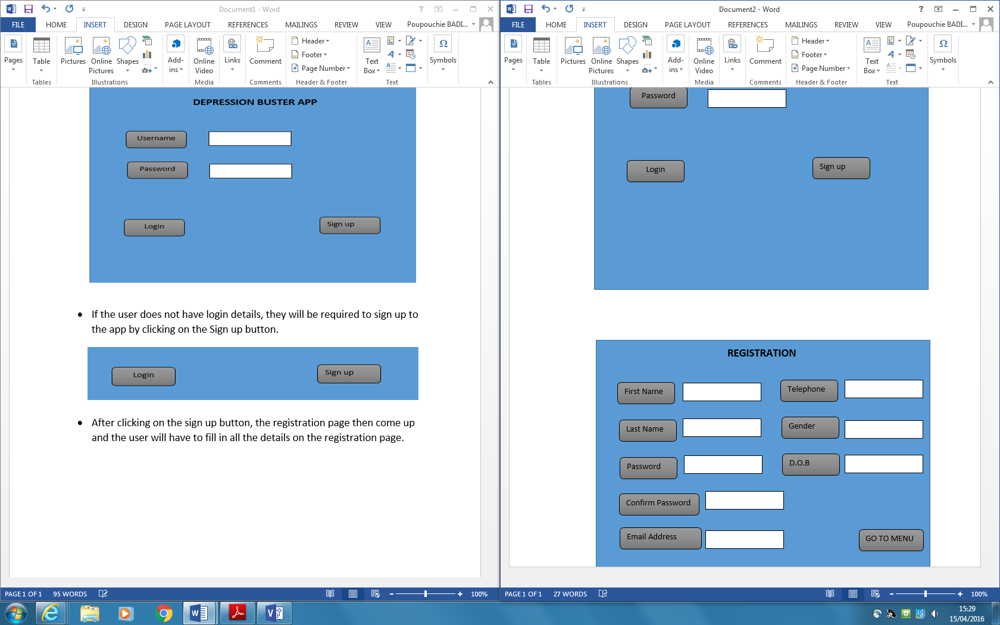 Document1 - Word
FILE HOME INSERT DESIGN PAGE LAYOUT REFERENCES MAILINGS REVIEW VIEW Poupouchie BADI...
Pages Table Pictures Online Pictures Shapes Add-ins Online Video Links Comment Header Footer Page Number Text Box Symbols
Tables Illustrations Media Comments Header & Footer Text
DEPRESSION BUSTER APP
Username
Password
Login Sign up
• If the user does not have login details, they will be required to sign up to
the app by clicking on the Sign up button.
Login Sign up
• After clicking on the sign up button, the registration page then come up
and the user will have to fill in all the details on the registration page.
PAGE 1 OF 1 95 WORDS 100%
Document2 - Word
FILE HOME INSERT DESIGN PAGE LAYOUT REFERENCES MAILINGS REVIEW VIEW Poupouchie BADI...
Pages Table Pictures Online Pictures Shapes Add-ins Online Video Links Comment Header Footer Page Number Text Box Symbols
Tables Illustrations Media Comments Header & Footer Text
Password
Login Sign up
REGISTRATION
First Name Telephone
Last Name Gender
Password D.O.B
Confirm Password
Email Address GO TO MENU
PAGE 1 OF 1 27 WORDS 100%
15:29
15/04/2016